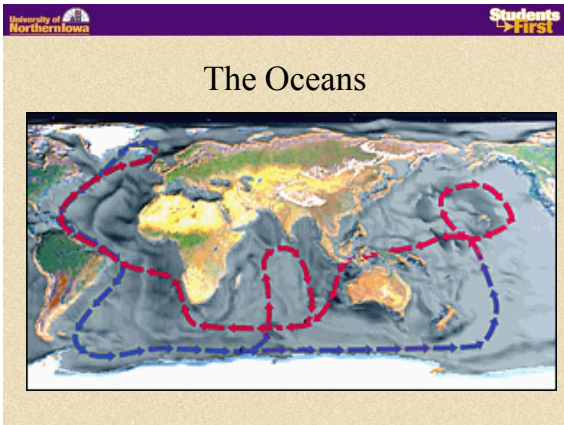 University of
Northern Iowa
Students
First
The Oceans